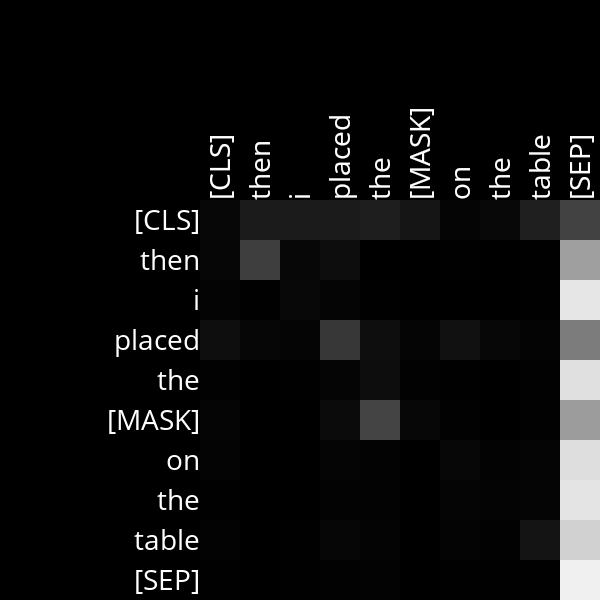 [CLS] then i placed the [MASK] on the table [SEP]
[CLS]
then
i
placed
the
[MASK]
on
the
table
[SEP]